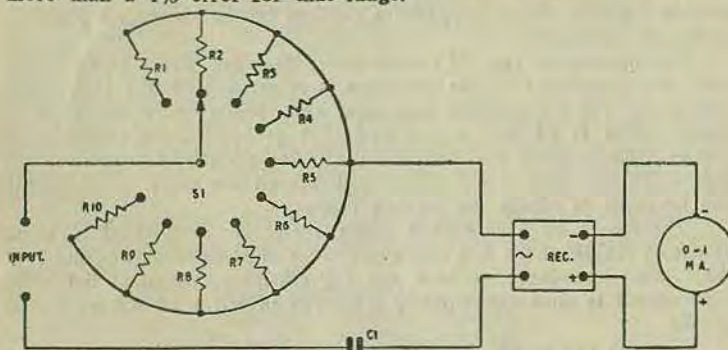 more than a 1% error for that range.
R1
R2
R3
R4
R5
S1
R10
R9
R8
R7
R6
INPUT.
~
REC.
-
+
-
0-1
M A.
+
C1